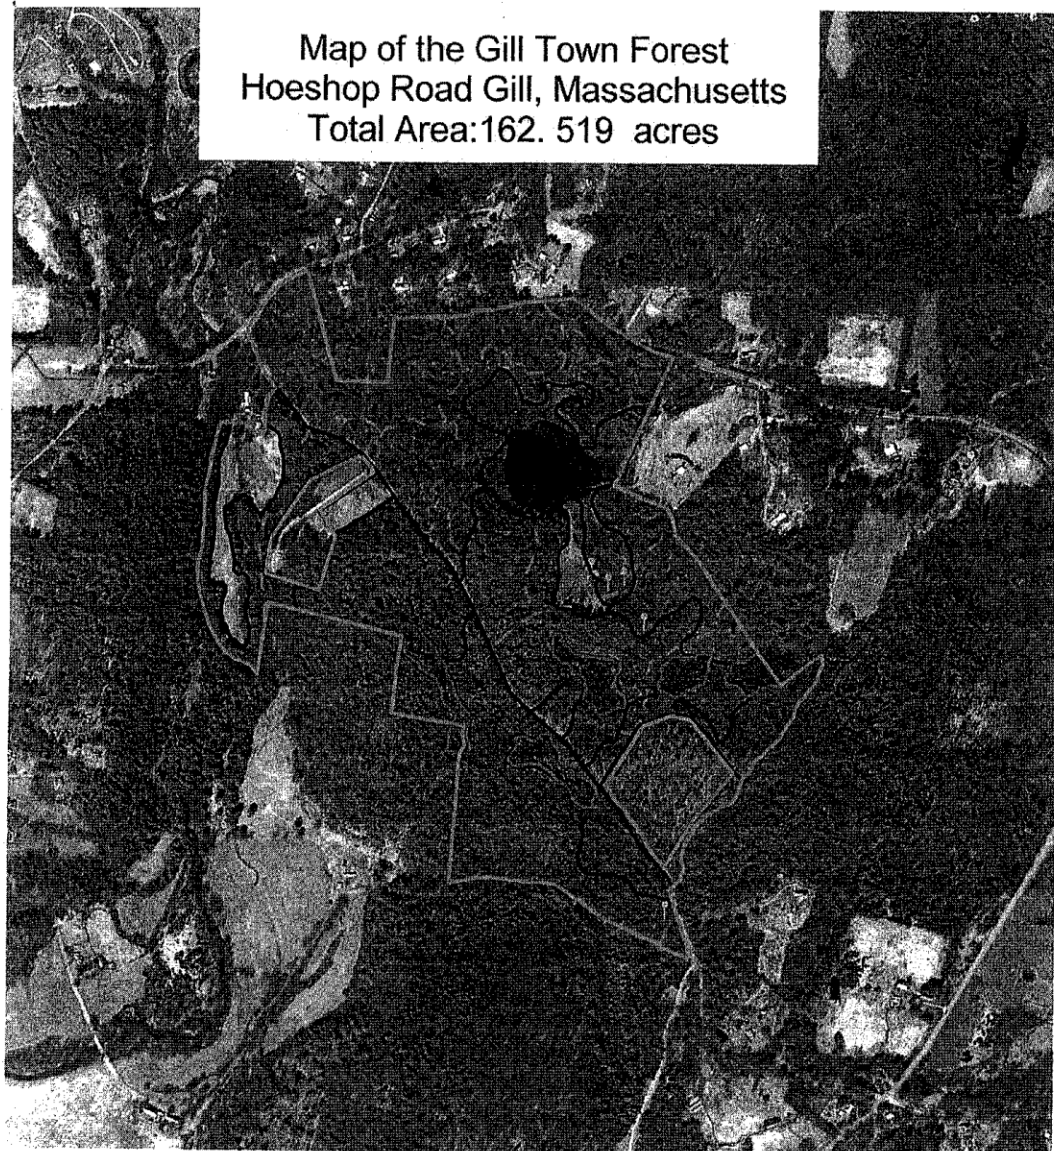 Map of the Gill Town Forest
Hoeshop Road Gill, Massachusetts
Total Area:162. 519 acres